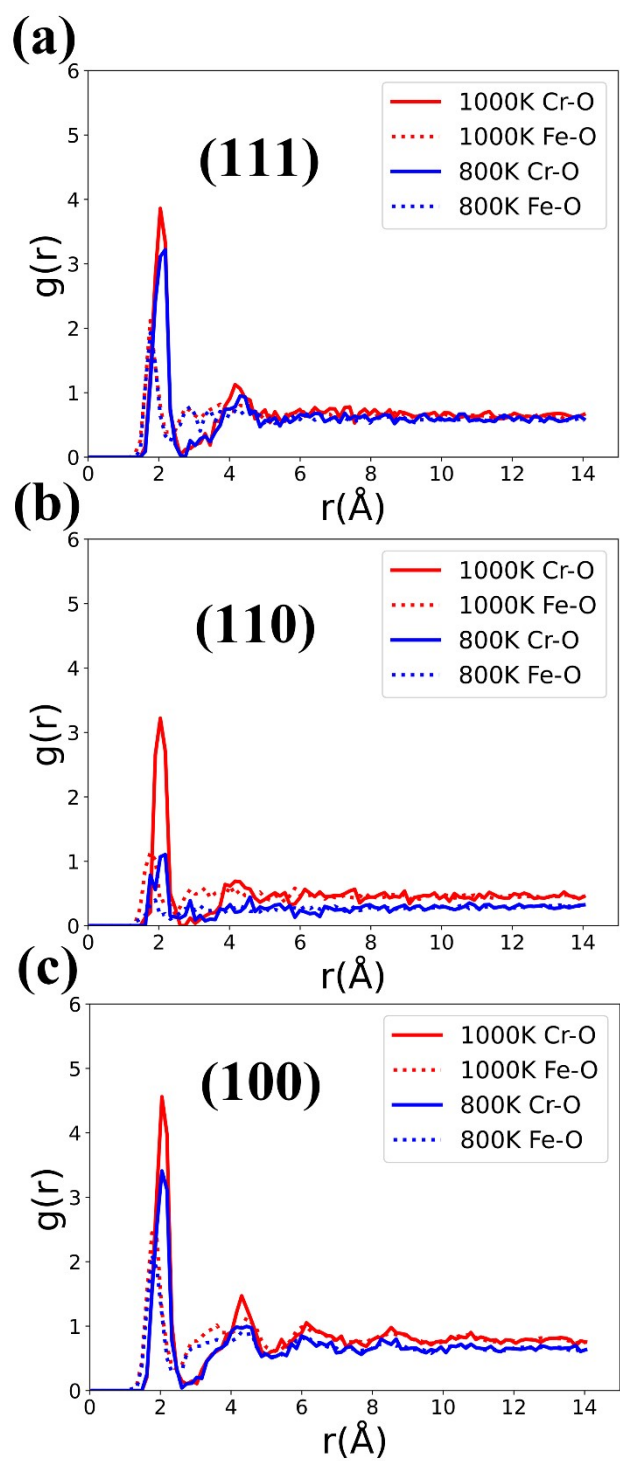 (a)
6
5
4
3
2
1
0
g(r)
(111)
1000K Cr-O
1000K Fe-O
800K Cr-O
800K Fe-O
0 2 4 6 8 10 12 14
r(Å)
(b)
6
5
4
3
2
1
0
g(r)
(110)
1000K Cr-O
1000K Fe-O
800K Cr-O
800K Fe-O
0 2 4 6 8 10 12 14
r(Å)
(c)
6
5
4
3
2
1
0
g(r)
(100)
1000K Cr-O
1000K Fe-O
800K Cr-O
800K Fe-O
0 2 4 6 8 10 12 14
r(Å)